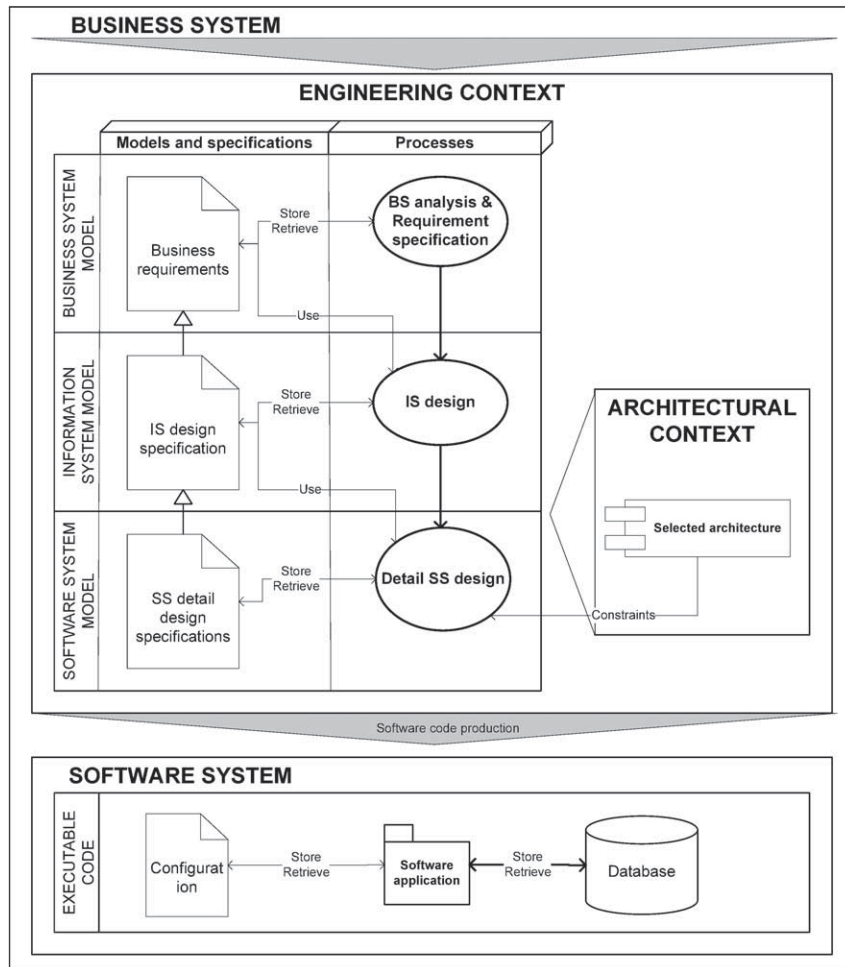 BUSINESS SYSTEM
ENGINEERING CONTEXT
Models and specifications
Processes
BUSINESS SYSTEM
MODEL
Business
requirements
Store
Retrieve
BS analysis &
Requirement
specification
Use
INFORMATION
SYSTEM MODEL
IS design
specification
Store
Retrieve
IS design
Use
ARCHITECTURAL
CONTEXT
Selected architecture
Constraints
SOFTWARE SYSTEM
MODEL
SS detail
design
specifications
Store
Retrieve
Detail SS design
Software code production
SOFTWARE SYSTEM
EXECUTABLE
CODE
Configurat
ion
Store
Retrieve
Software
application
Store
Retrieve
Database